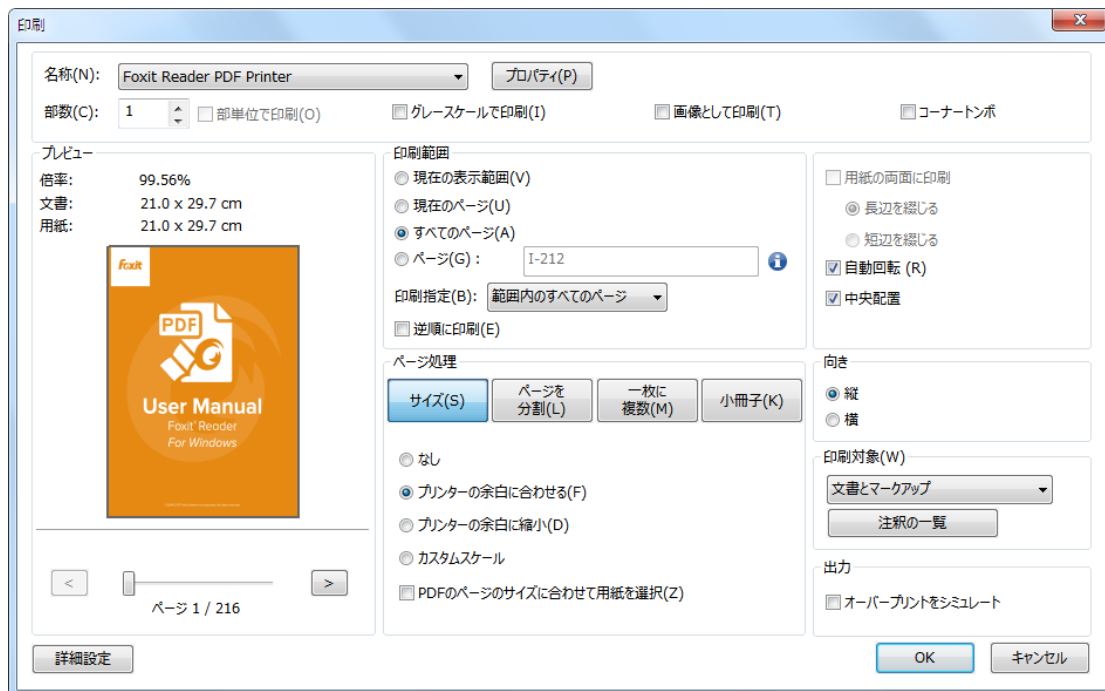 印刷
名称(N): Foxit Reader PDF Printer プロパティ(P)
部数(C): 1 部単位で印刷(O) グレースケールで印刷(I) 画像として印刷(T) コーナートンボ
プレビュー
倍率: 99.56%
文書: 21.0 x 29.7 cm
用紙: 21.0 x 29.7 cm
Foxit
PDF
User Manual
Foxit® Reader
For Windows
< >
ページ 1 / 216
印刷範囲
現在の表示範囲(V)
現在のページ(U)
すべてのページ(A)
ページ(G) : I-212
印刷指定(B): 範囲内のすべてのページ
逆順に印刷(E)
ページ処理
サイズ(S)
ページを
分割(L)
一枚に
複数(M)
小冊子(K)
なし
プリンターの余白に合わせる(F)
プリンターの余白に縮小(D)
カスタムスケール
PDFのページのサイズに合わせて用紙を選択(Z)
用紙の両面に印刷
長辺を綴じる
短辺を綴じる
自動回転 (R)
中央配置
向き
縦
横
印刷対象(W)
文書とマークアップ
注釈の一覧
出力
オーバープリントをシミュレート
詳細設定 OK キャンセル